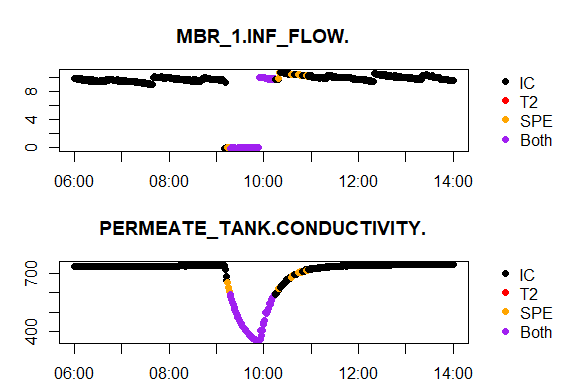 MBR_1.INF_FLOW.
8
4
0
06:00 08:00 10:00 12:00 14:00
IC
T2
SPE
Both
PERMEATE_TANK.CONDUCTIVITY.
700
400
06:00 08:00 10:00 12:00 14:00
IC
T2
SPE
Both